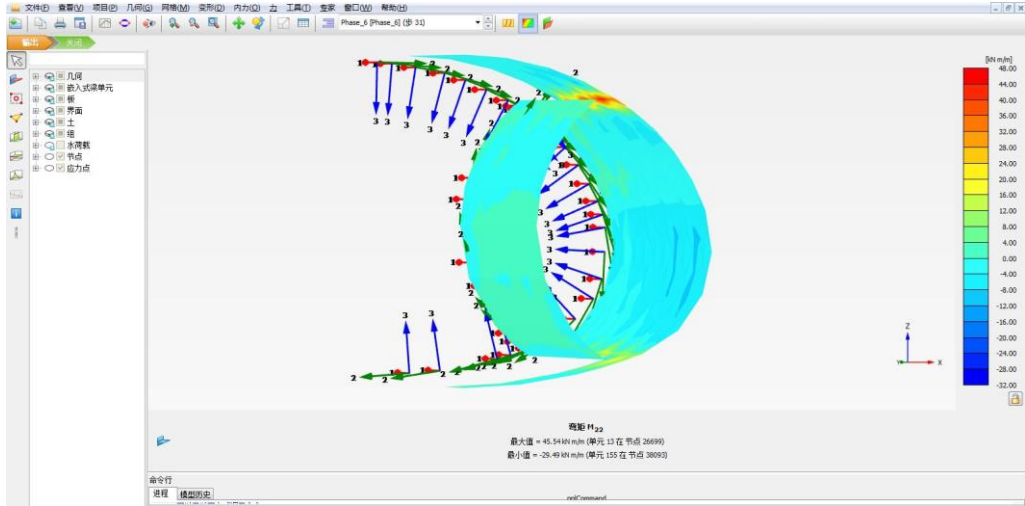 文件(F) 查看(V) 项目(P) 几何(G) 网格(M) 变形(D) 内力(Q) 力 工具(T) 专家 窗口(W) 帮助(H)
Phase_6 [Phase_6] (步 31)
输出 关闭
几何
嵌入式梁单元
板
界面
土
墙
水荷载
节点
应力点
[kN m/m]
48.00
44.00
40.00
36.00
32.00
28.00
24.00
20.00
16.00
12.00
8.00
4.00
0.00
-4.00
-8.00
-12.00
-16.00
-20.00
-24.00
-28.00
-32.00
Z
Y X
弯矩 M22
最大值 = 45.54 kN m/m (单元 13 在 节点 26699)
最小值 = -29.49 kN m/m (单元 155 在 节点 38093)
命令行
进程 模型历史